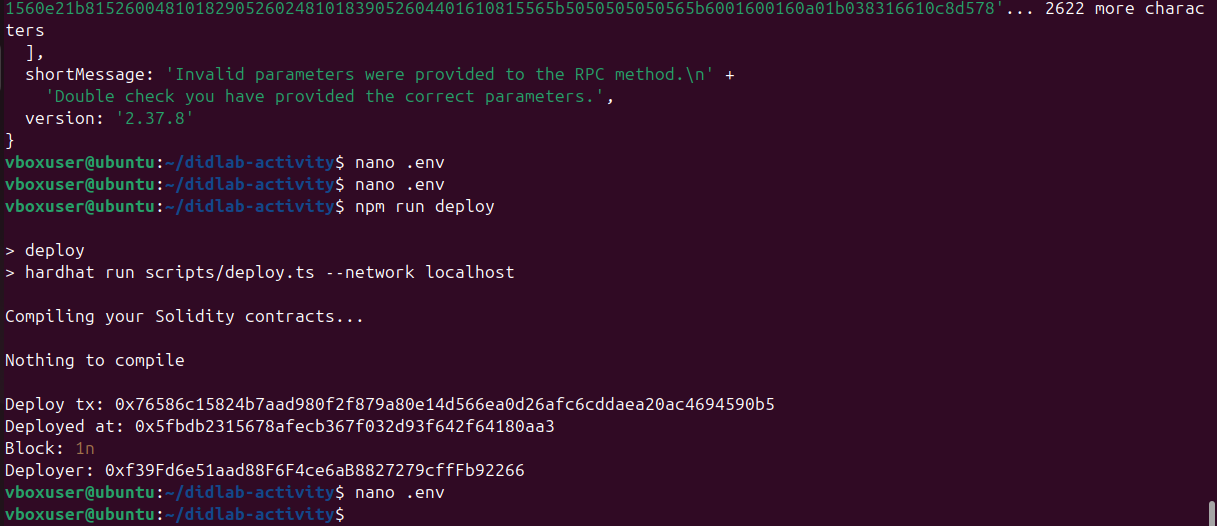 1560e21b81526004810182905260248101839052604401610815565b5050505050565b6001600160a01b038316610c8d578'... 2622 more charac
ters
  ],
  shortMessage: 'Invalid parameters were provided to the RPC method.\n' +
    'Double check you have provided the correct parameters.',
  version: '2.37.8'
}
vboxuser@ubuntu:~/didlab-activity$ nano .env
vboxuser@ubuntu:~/didlab-activity$ nano .env
vboxuser@ubuntu:~/didlab-activity$ npm run deploy

> deploy
> hardhat run scripts/deploy.ts --network localhost

Compiling your Solidity contracts...

Nothing to compile

Deploy tx: 0x76586c15824b7aad980f2f879a80e14d566ea0d26afc6cddaea20ac4694590b5
Deployed at: 0x5fbdb2315678afecb367f032d93f642f64180aa3
Block: 1n
Deployer: 0xf39Fd6e51aad88F6F4ce6aB8827279cffFb92266
vboxuser@ubuntu:~/didlab-activity$ nano .env
vboxuser@ubuntu:~/didlab-activity$